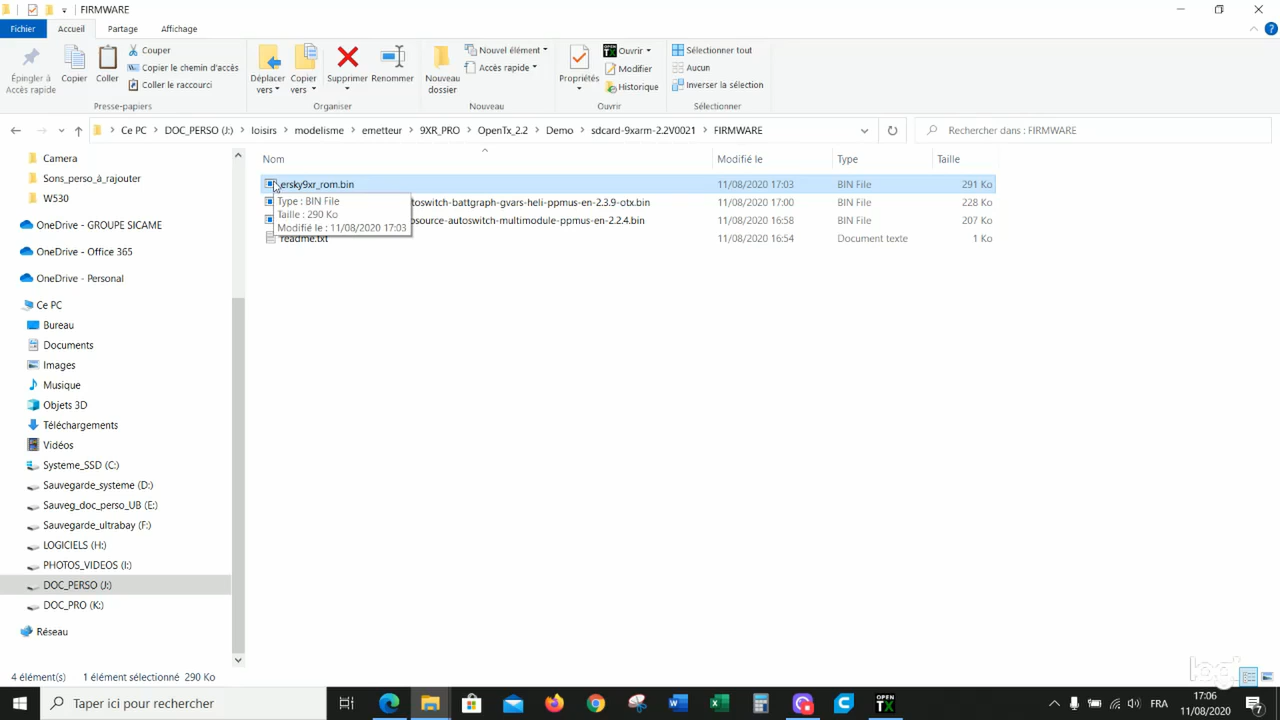 FIRMWARE
Fichier Accueil Partage Affichage
Épingler à Accès rapide
Copier
Coller
Couper
Copier le chemin d'accès
Coller le raccourci
Presse-papiers
Déplacer vers
Copier vers
Supprimer
Renommer
Organiser
Nouveau dossier
Nouvel élément
Accès rapide
Nouveau
Propriétés
Ouvrir
Modifier
Historique
Ouvrir
Sélectionner tout
Aucun
Inverser la sélection
Sélectionner
Ce PC > DOC_PERSO (J:) > loisirs > modelisme > emetteur > 9XR_PRO > OpenTx_2.2 > Demo > sdcard-9xarm-2.2V0021 > FIRMWARE
Rechercher dans : FIRMWARE
Camera
Sons_perso_à_rajouter
W530
OneDrive - GROUPE SICAME
OneDrive - Office 365
OneDrive - Personal
Ce PC
Bureau
Documents
Images
Musique
Objets 3D
Téléchargements
Vidéos
Systeme_SSD (C:)
Sauvegarde_systeme (D:)
Sauveg_doc_perso_UB (E:)
Sauvegarde_ultrabay (F:)
LOGICIELS (H:)
PHOTOS_VIDEOS (I:)
DOC_PERSO (J:)
DOC_PRO (K:)
Réseau
Nom Modifié le Type Taille
ersky9xr_rom.bin 11/08/2020 17:03 BIN File 291 Ko
toswitch-battgraph-gvars-heli-ppmus-en-2.3.9-otx.bin 11/08/2020 17:00 BIN File 228 Ko
osource-autoswitch-multimodule-ppmus-en-2.2.4.bin 11/08/2020 16:58 BIN File 207 Ko
readme.txt 11/08/2020 16:54 Document texte 1 Ko
Type : BIN File
Taille : 290 Ko
Modifié le : 11/08/2020 17:03
4 élément(s) 1 élément sélectionné 290 Ko
logi
Taper ici pour rechercher
OPEN
TX
FRA
17:06
11/08/2020
7